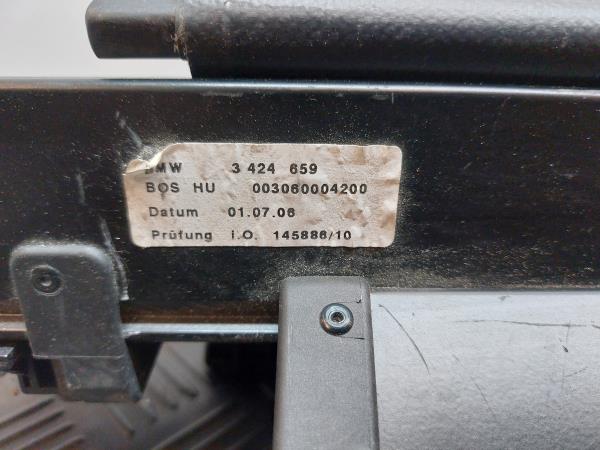 BMW 3 424 659
BOS HU 003060004200
Datum 01.07.06
Prüfung i.O. 145886/10